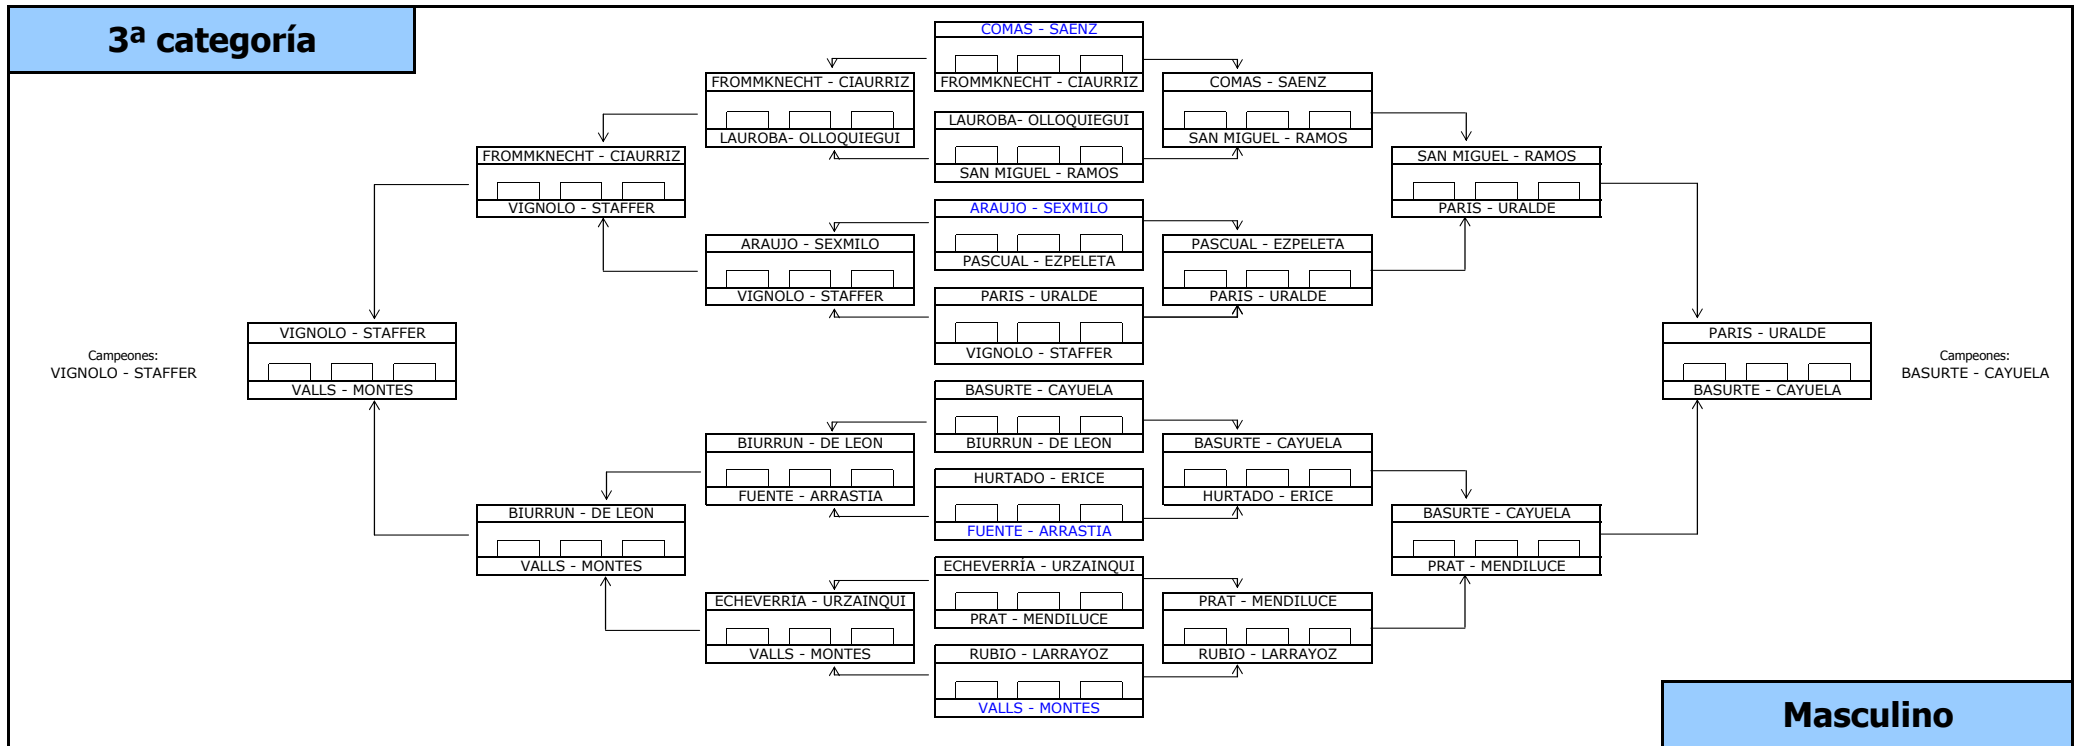 3ª categoría
COMAS - SAENZ
FROMMKNECHT - CIAURRIZ
LAUROBA- OLLOQUIEGUI
SAN MIGUEL - RAMOS
ARAUJO - SEXMILO
PASCUAL - EZPELETA
PARIS - URALDE
VIGNOLO - STAFFER
BASURTE - CAYUELA
BIURRUN - DE LEON
HURTADO - ERICE
FUENTE - ARRASTIA
ECHEVERRÍA - URZAINQUI
PRAT - MENDILUCE
RUBIO - LARRAYOZ
VALLS - MONTES
FROMMKNECHT - CIAURRIZ
LAUROBA- OLLOQUIEGUI
ARAUJO - SEXMILO
VIGNOLO - STAFFER
BIURRUN - DE LEON
FUENTE - ARRASTIA
ECHEVERRÍA - URZAINQUI
VALLS - MONTES
FROMMKNECHT - CIAURRIZ
VIGNOLO - STAFFER
BIURRUN - DE LEON
VALLS - MONTES
VIGNOLO - STAFFER
VALLS - MONTES
Campeones:
VIGNOLO - STAFFER
COMAS - SAENZ
SAN MIGUEL - RAMOS
PASCUAL - EZPELETA
PARIS - URALDE
BASURTE - CAYUELA
HURTADO - ERICE
PRAT - MENDILUCE
RUBIO - LARRAYOZ
SAN MIGUEL - RAMOS
PARIS - URALDE
BASURTE - CAYUELA
PRAT - MENDILUCE
PARIS - URALDE
BASURTE - CAYUELA
Campeones:
BASURTE - CAYUELA
Masculino